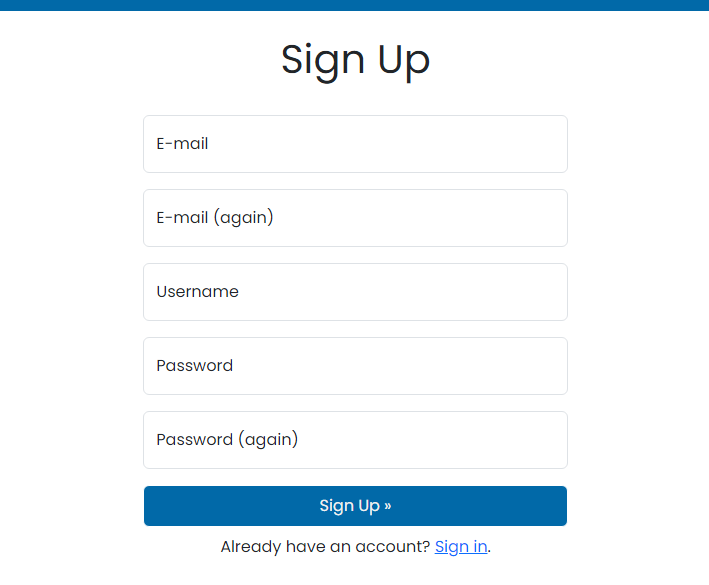 Sign Up
E-mail
E-mail (again)
Username
Password
Password (again)
Sign Up »
Already have an account? Sign in.